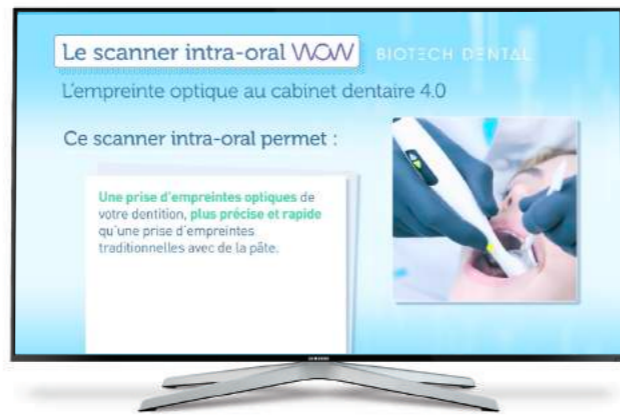 Le scanner intra-oral WOW BIOTECH DENTAL
L'empreinte optique au cabinet dentaire 4.0
Ce scanner intra-oral permet :
Une prise d'empreintes optiques de
votre dentition, plus précise et rapide
qu'une prise d'empreintes
traditionnelles avec de la pâte.
SAMSUNG